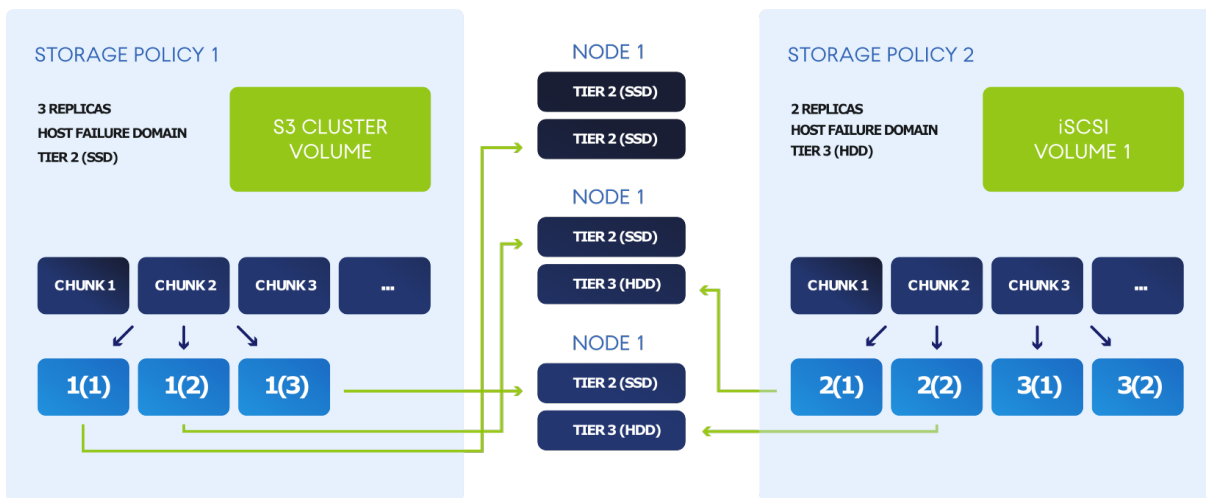 STORAGE POLICY 1
3 REPLICAS
HOST FAILURE DOMAIN
TIER 2 (SSD)
S3 CLUSTER
VOLUME
CHUNK 1
CHUNK 2
CHUNK 3
...
1(1)
1(2)
1(3)
NODE 1
TIER 2 (SSD)
TIER 2 (SSD)
NODE 1
TIER 2 (SSD)
TIER 3 (HDD)
NODE 1
TIER 2 (SSD)
TIER 3 (HDD)
STORAGE POLICY 2
2 REPLICAS
HOST FAILURE DOMAIN
TIER 3 (HDD)
iSCSI
VOLUME 1
CHUNK 1
CHUNK 2
CHUNK 3
...
2(1)
2(2)
3(1)
3(2)